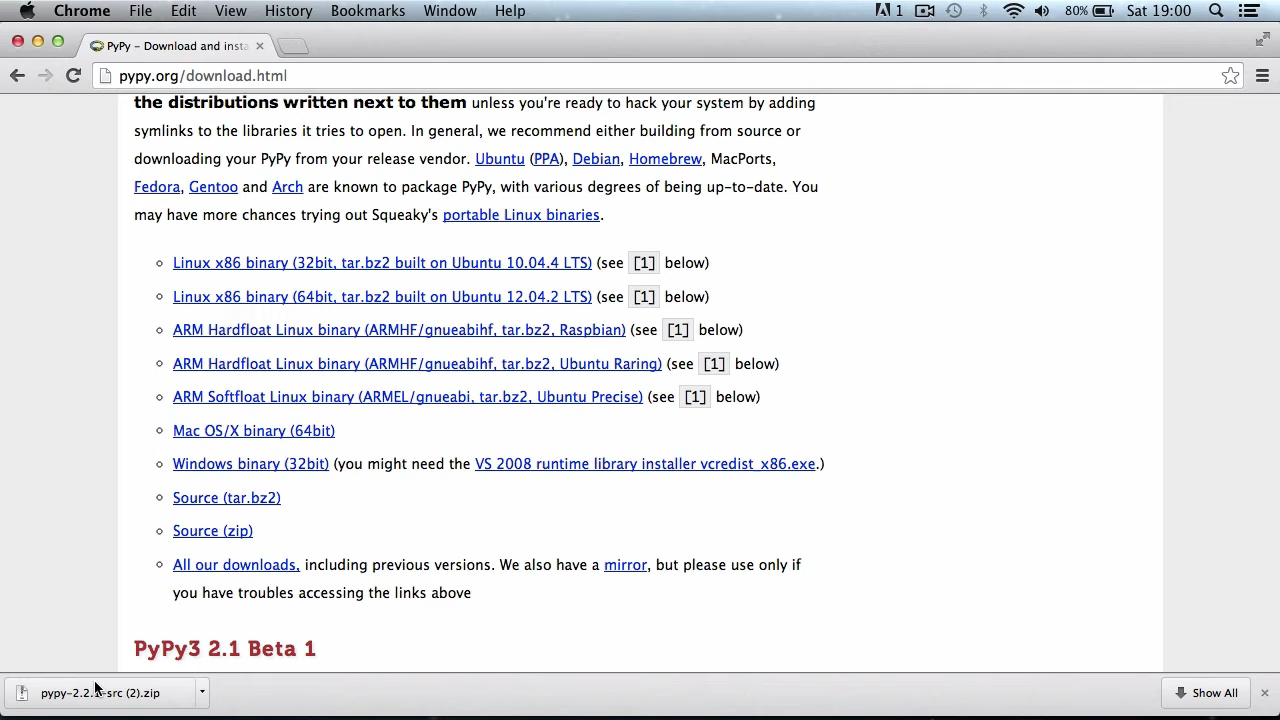 Chrome File Edit View History Bookmarks Window Help 1 80% Sat 19:00
PyPy – Download and insta
pypy.org/download.html
the distributions written next to them unless you're ready to hack your system by adding
symlinks to the libraries it tries to open. In general, we recommend either building from source or
downloading your PyPy from your release vendor. Ubuntu (PPA), Debian, Homebrew, MacPorts,
Fedora, Gentoo and Arch are known to package PyPy, with various degrees of being up-to-date. You
may have more chances trying out Squeaky's portable Linux binaries.
Linux x86 binary (32bit, tar.bz2 built on Ubuntu 10.04.4 LTS) (see [1] below)
Linux x86 binary (64bit, tar.bz2 built on Ubuntu 12.04.2 LTS) (see [1] below)
ARM Hardfloat Linux binary (ARMHF/gnueabihf, tar.bz2, Raspbian) (see [1] below)
ARM Hardfloat Linux binary (ARMHF/gnueabihf, tar.bz2, Ubuntu Raring) (see [1] below)
ARM Softfloat Linux binary (ARMEL/gnueabi, tar.bz2, Ubuntu Precise) (see [1] below)
Mac OS/X binary (64bit)
Windows binary (32bit) (you might need the VS 2008 runtime library installer vcredist_x86.exe.)
Source (tar.bz2)
Source (zip)
All our downloads, including previous versions. We also have a mirror, but please use only if
you have troubles accessing the links above
PyPy3 2.1 Beta 1
(2).zip Show All